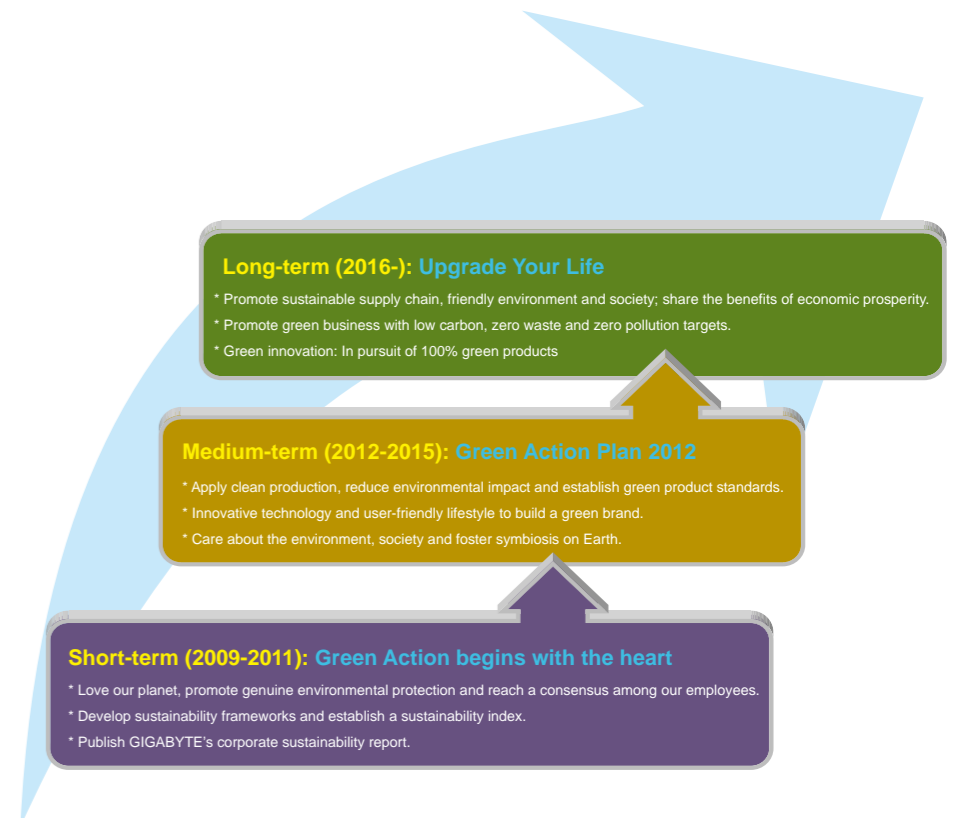 Long-term (2016-): Upgrade Your Life
* Promote sustainable supply chain, friendly environment and society; share the benefits of economic prosperity.
* Promote green business with low carbon, zero waste and zero pollution targets.
* Green innovation: In pursuit of 100% green products
Medium-term (2012-2015): Green Action Plan 2012
* Apply clean production, reduce environmental impact and establish green product standards.
* Innovative technology and user-friendly lifestyle to build a green brand.
* Care about the environment, society and foster symbiosis on Earth.
Short-term (2009-2011): Green Action begins with the heart
* Love our planet, promote genuine environmental protection and reach a consensus among our employees.
* Develop sustainability frameworks and establish a sustainability index.
* Publish GIGABYTE's corporate sustainability report.